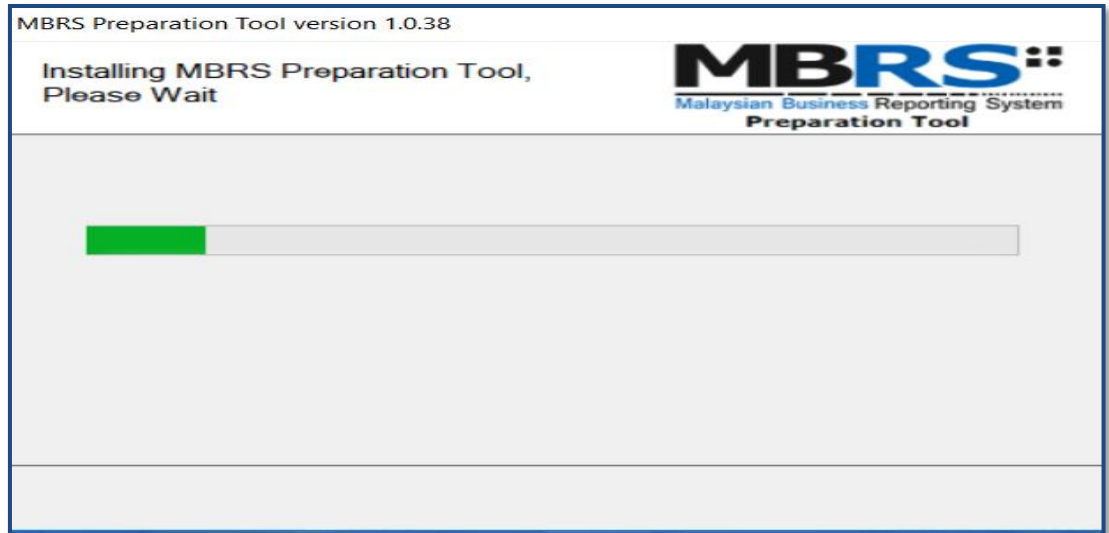 MBRS Preparation Tool version 1.0.38
Installing MBRS Preparation Tool,
Please Wait
MBRS
Malaysian Business Reporting System
Preparation Tool